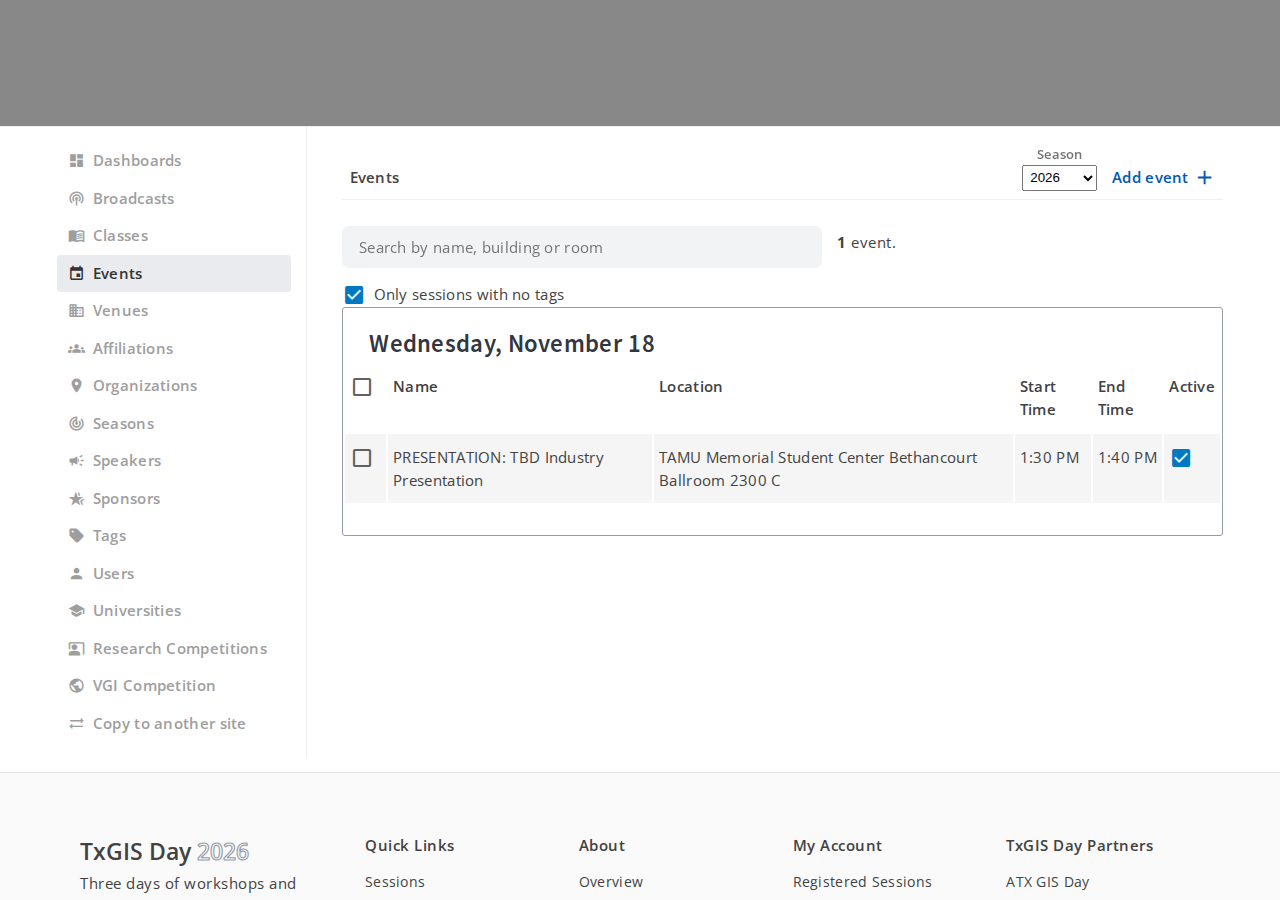 Dashboards
Broadcasts
Classes
Events
Venues
Affiliations
Organizations
Seasons
Speakers
Sponsors
Tags
Users
Universities
Research Competitions
VGI Competition
Copy to another site
Events
Season
2026
Add event
Search by name, building or room
1 event.
Only sessions with no tags
Wednesday, November 18
Name Location Start Time End Time Active
PRESENTATION: TBD Industry Presentation TAMU Memorial Student Center Bethancourt Ballroom 2300 C 1:30 PM 1:40 PM
TxGIS Day 2026
Three days of workshops and
Quick Links
Sessions
About
Overview
My Account
Registered Sessions
TxGIS Day Partners
ATX GIS Day